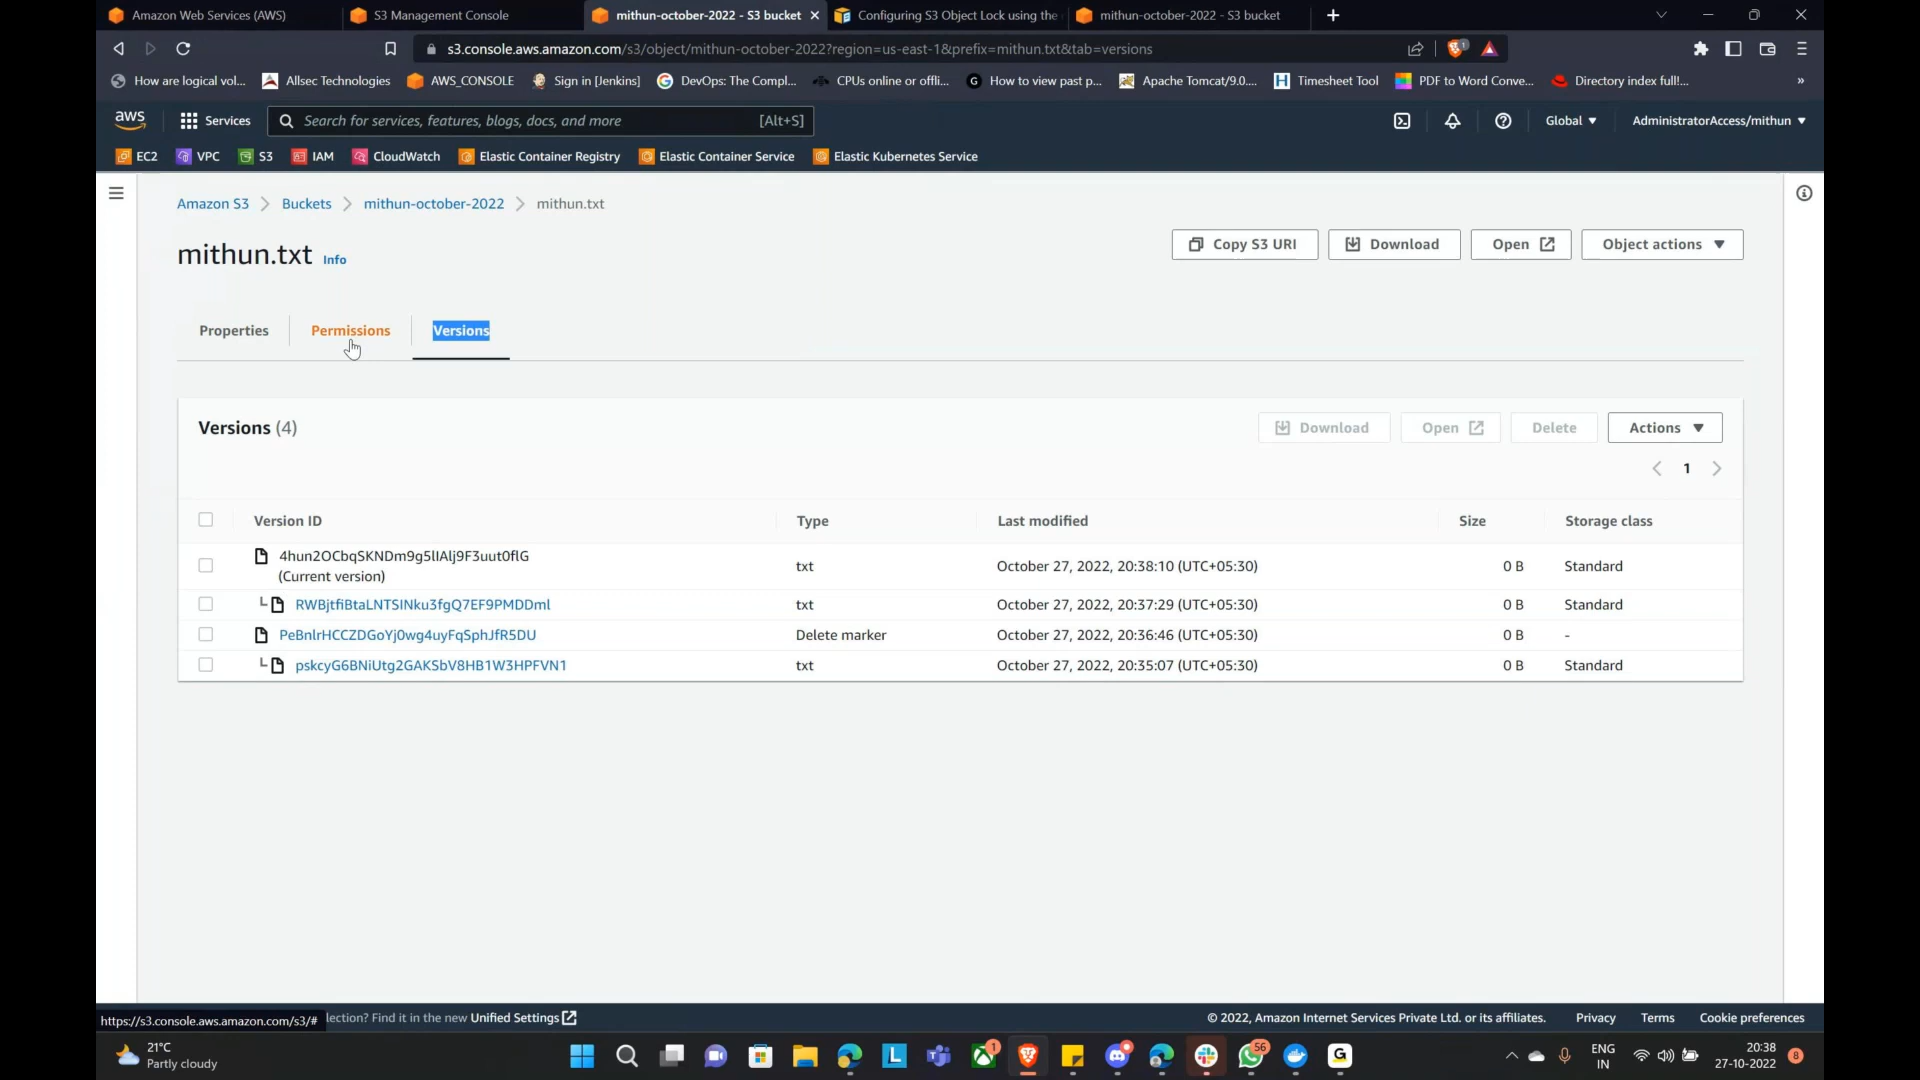 Amazon Web Services (AWS)
S3 Management Console
mithun-october-2022 - S3 bucket
Configuring S3 Object Lock using the
mithun-october-2022 - S3 bucket
s3.console.aws.amazon.com/s3/object/mithun-october-2022?region=us-east-1&prefix=mithun.txt&tab=versions
How are logical vol...
Allsec Technologies
AWS_CONSOLE
Sign in [Jenkins]
DevOps: The Compl...
CPUs online or offli...
How to view past p...
Apache Tomcat/9.0....
Timesheet Tool
PDF to Word Conve...
Directory index full!...
»
aws
Services
Search for services, features, blogs, docs, and more
[Alt+S]
Global
AdministratorAccess/mithun
EC2
VPC
S3
IAM
CloudWatch
Elastic Container Registry
Elastic Container Service
Elastic Kubernetes Service
Amazon S3
Buckets
mithun-october-2022
mithun.txt
mithun.txt Info
Copy S3 URI
Download
Open
Object actions
Properties
Permissions
Versions
Versions (4)
Download
Open
Delete
Actions
1
Version ID
Type
Last modified
Size
Storage class
4hun2OCbqSKNDm9g5lIAlj9F3uut0flG
(Current version)
txt
October 27, 2022, 20:38:10 (UTC+05:30)
0 B
Standard
RWBjtfiBtaLNTSINku3fgQ7EF9PMDDml
txt
October 27, 2022, 20:37:29 (UTC+05:30)
0 B
Standard
PeBnlrHCCZDGoYj0wg4uyFqSphJfR5DU
Delete marker
October 27, 2022, 20:36:46 (UTC+05:30)
0 B
-
pskcyG6BNiUtg2GAKSbV8HB1W3HPFVN1
txt
October 27, 2022, 20:35:07 (UTC+05:30)
0 B
Standard
https://s3.console.aws.amazon.com/s3/#
lection? Find it in the new Unified Settings
© 2022, Amazon Internet Services Private Ltd. or its affiliates.
Privacy
Terms
Cookie preferences
21°C
Partly cloudy
1
56
ENG
IN
20:38
27-10-2022
8